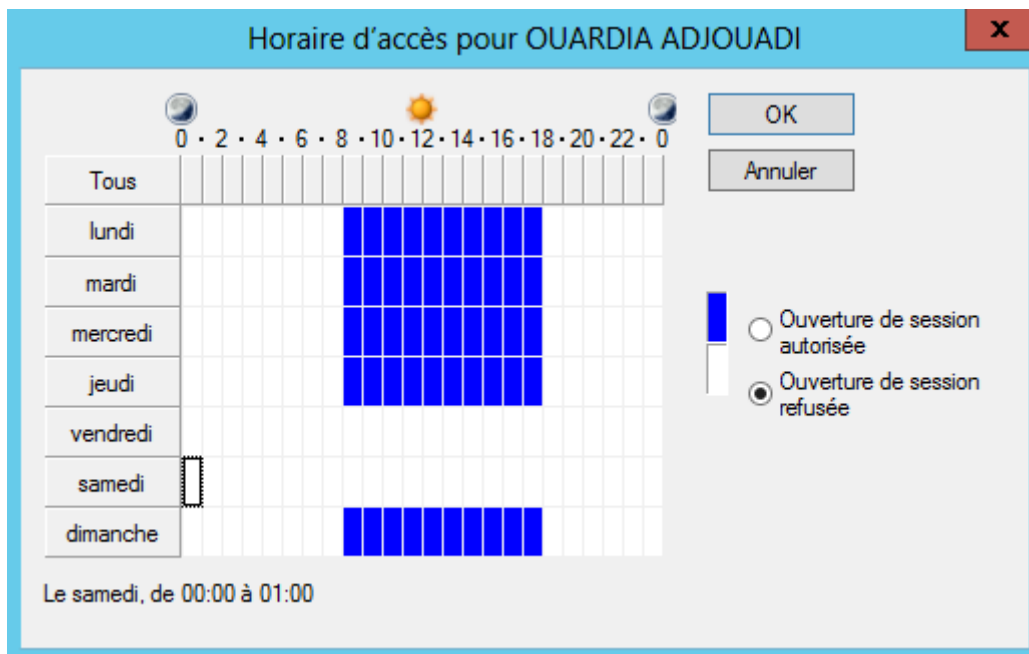 Horaire d’accès pour OUARDIA ADJOUADI
x
0 · 2 · 4 · 6 · 8 · 10 · 12 · 14 · 16 · 18 · 20 · 22 · 0
OK
Annuler
Tous
lundi
mardi
mercredi
jeudi
vendredi
samedi
dimanche
Ouverture de session
autorisée
Ouverture de session
refusée
Le samedi, de 00:00 à 01:00